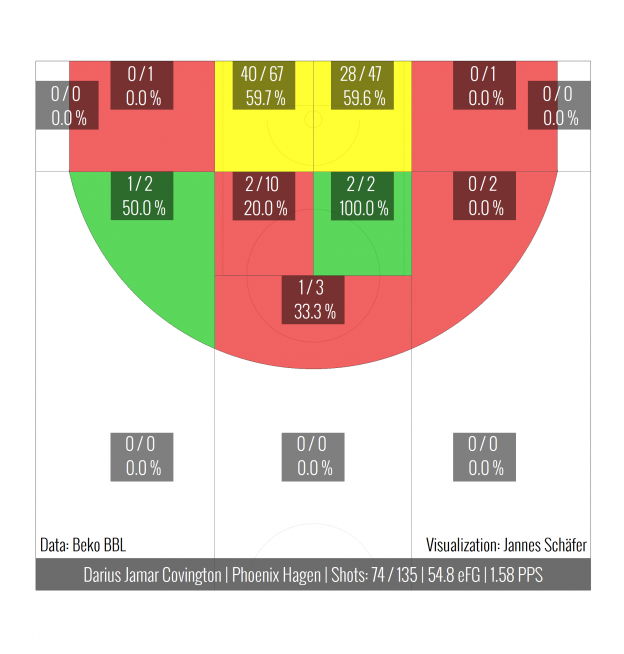 0 / 1
0.0 %
40 / 67
59.7 %
28 / 47
59.6 %
0 / 1
0.0 %
0 / 0
0.0 %
0 / 0
0.0 %
1 / 2
50.0 %
2 / 10
20.0 %
2 / 2
100.0 %
0 / 2
0.0 %
1 / 3
33.3 %
0 / 0
0.0 %
0 / 0
0.0 %
0 / 0
0.0 %
Data: Beko BBL
Visualization: Jannes Schäfer
Darius Jamar Covington | Phoenix Hagen | Shots: 74 / 135 | 54.8 eFG | 1.58 PPS